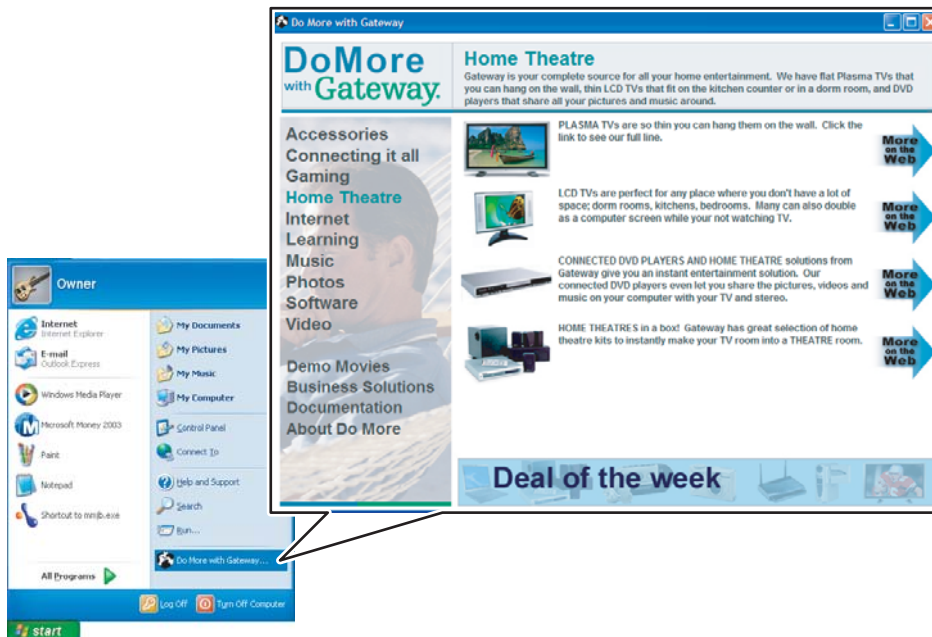 Do More with Gateway
DoMore
with Gateway.
Home Theatre
Gateway is your complete source for all your home entertainment. We have flat Plasma TVs that
you can hang on the wall, thin LCD TVs that fit on the kitchen counter or in a dorm room, and DVD
players that share all your pictures and music around.
Accessories
Connecting it all
Gaming
Home Theatre
Internet
Learning
Music
Photos
Software
Video
Demo Movies
Business Solutions
Documentation
About Do More
PLASMA TVs are so thin you can hang them on the wall. Click the
link to see our full line.
More
on the
Web
LCD TVs are perfect for any place where you don't have a lot of
space; dorm rooms, kitchens, bedrooms. Many can also double
as a computer screen while your not watching TV.
More
on the
Web
CONNECTED DVD PLAYERS AND HOME THEATRE solutions from
Gateway give you an instant entertainment solution. Our
connected DVD players even let you share the pictures, videos and
music on your computer with your TV and stereo.
More
on the
Web
HOME THEATRES in a box! Gateway has great selection of home
theatre kits to instantly make your TV room into a THEATRE room.
More
on the
Web
Deal of the week
Owner
Internet
Internet Explorer
E-mail
Outlook Express
Windows Media Player
Microsoft Money 2003
Paint
Notepad
Shortcut to mmjb.exe
All Programs
My Documents
My Pictures
My Music
My Computer
Control Panel
Connect To
Help and Support
Search
Run...
Do More with Gateway...
Log Off
Turn Off Computer
start